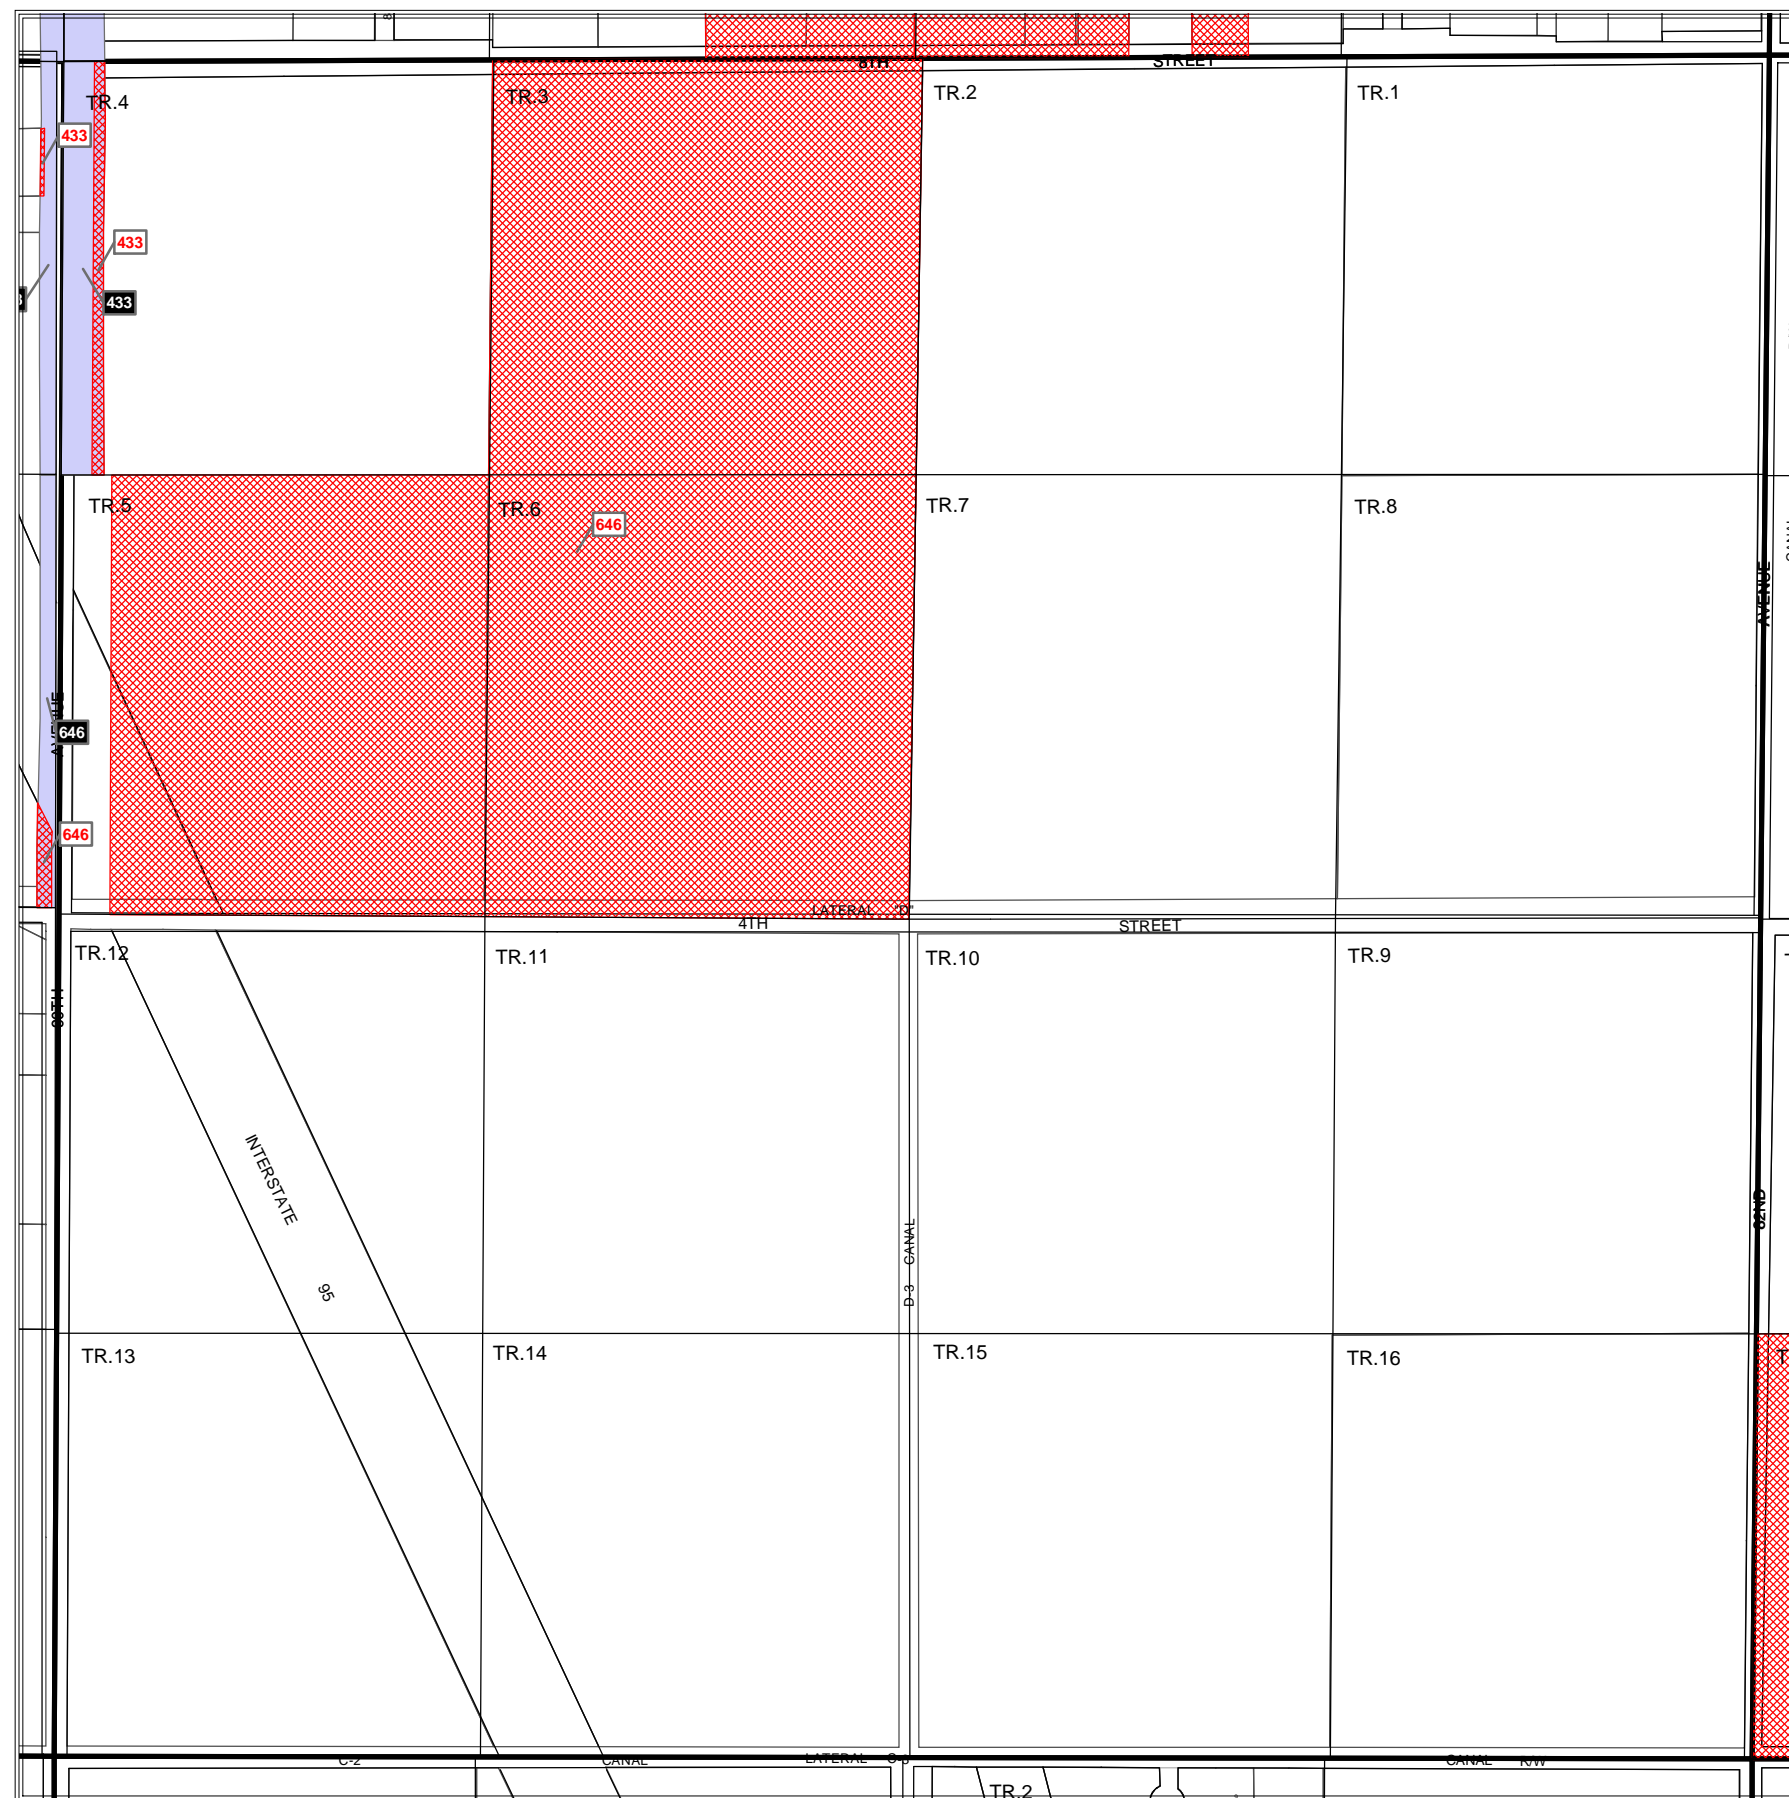 8TH
STREET
TR.4
TR.3
TR.2
TR.1
433
433
433
TR.5
TR.6
646
TR.7
TR.8
CANAL
AVENUE
AVENUE
646
646
LATERAL "D"
4TH
STREET
TR.12
TR.11
TR.10
TR.9
INTERSTATE
95
D-3 CANAL
82ND
TR.13
TR.14
TR.15
TR.16
C-2
CANAL
LATERAL
CANAL
R/W
TR.2